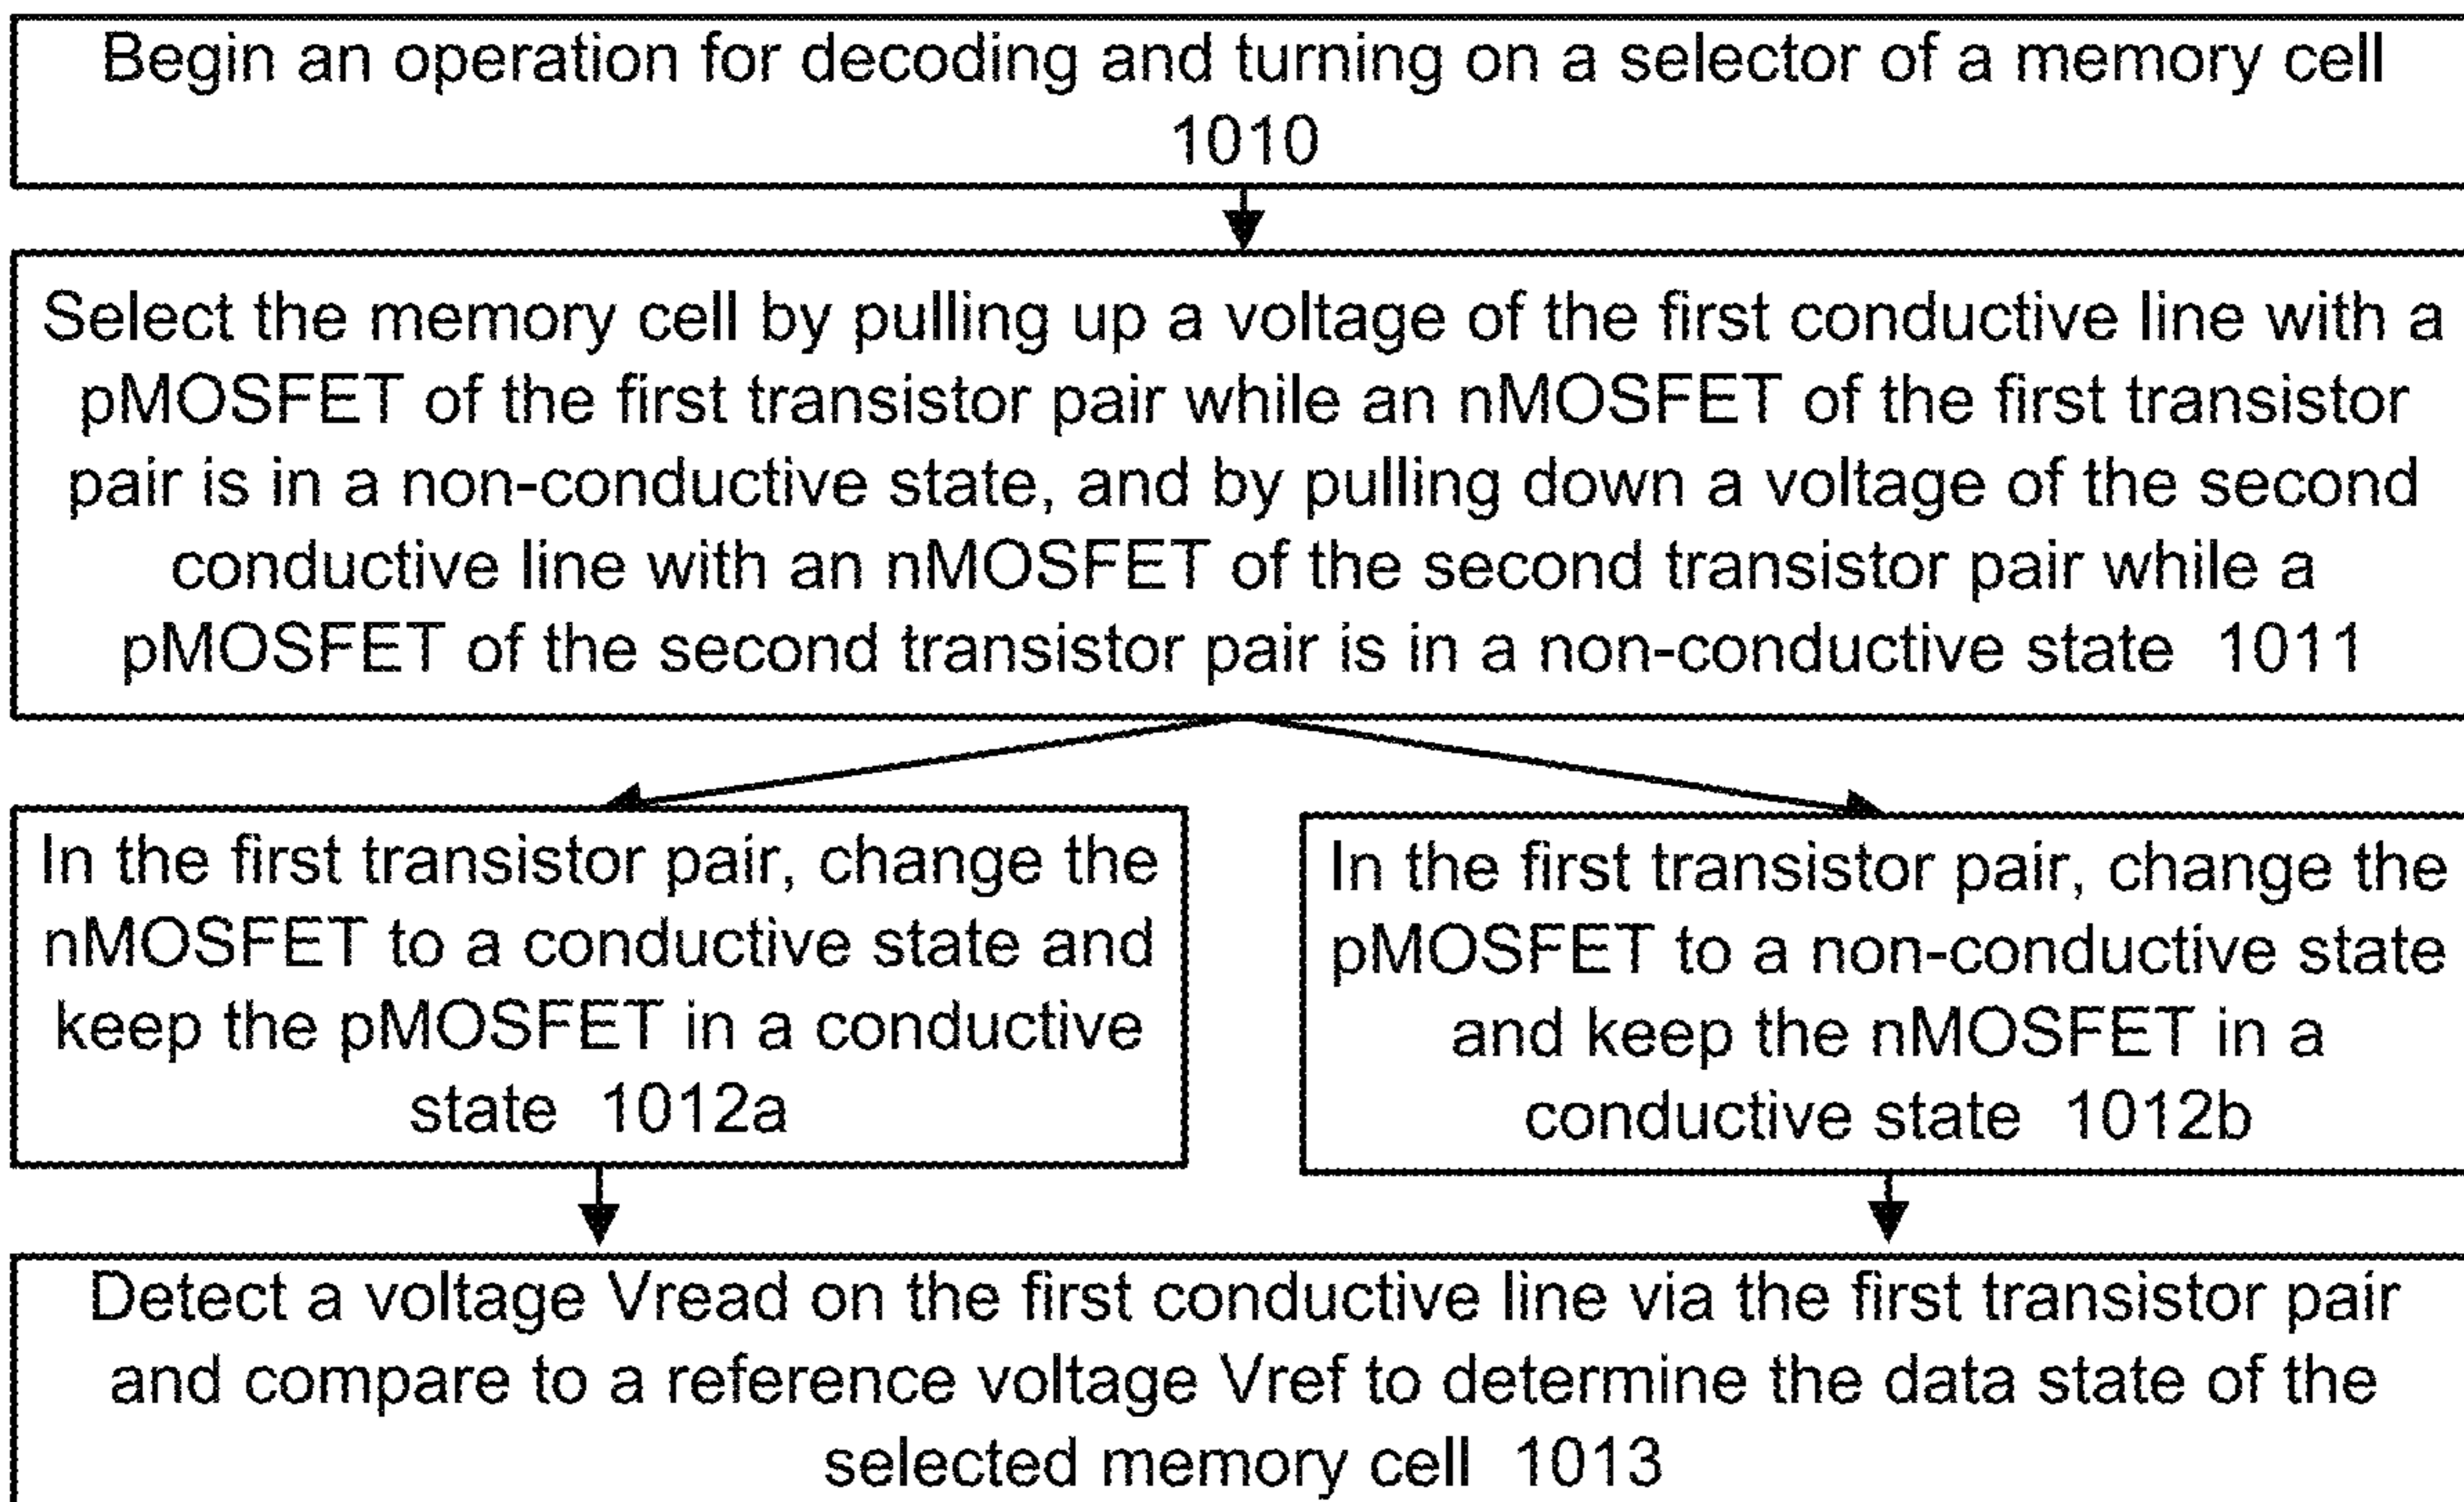 Begin an operation for decoding and turning on a selector of a memory cell
1010
Select the memory cell by pulling up a voltage of the first conductive line with a
pMOSFET of the first transistor pair while an nMOSFET of the first transistor
pair is in a non-conductive state, and by pulling down a voltage of the second
conductive line with an nMOSFET of the second transistor pair while a
pMOSFET of the second transistor pair is in a non-conductive state 1011
In the first transistor pair, change the
nMOSFET to a conductive state and
keep the pMOSFET in a conductive
state 1012a
In the first transistor pair, change the
pMOSFET to a non-conductive state
and keep the nMOSFET in a
conductive state 1012b
Detect a voltage Vread on the first conductive line via the first transistor pair
and compare to a reference voltage Vref to determine the data state of the
selected memory cell 1013